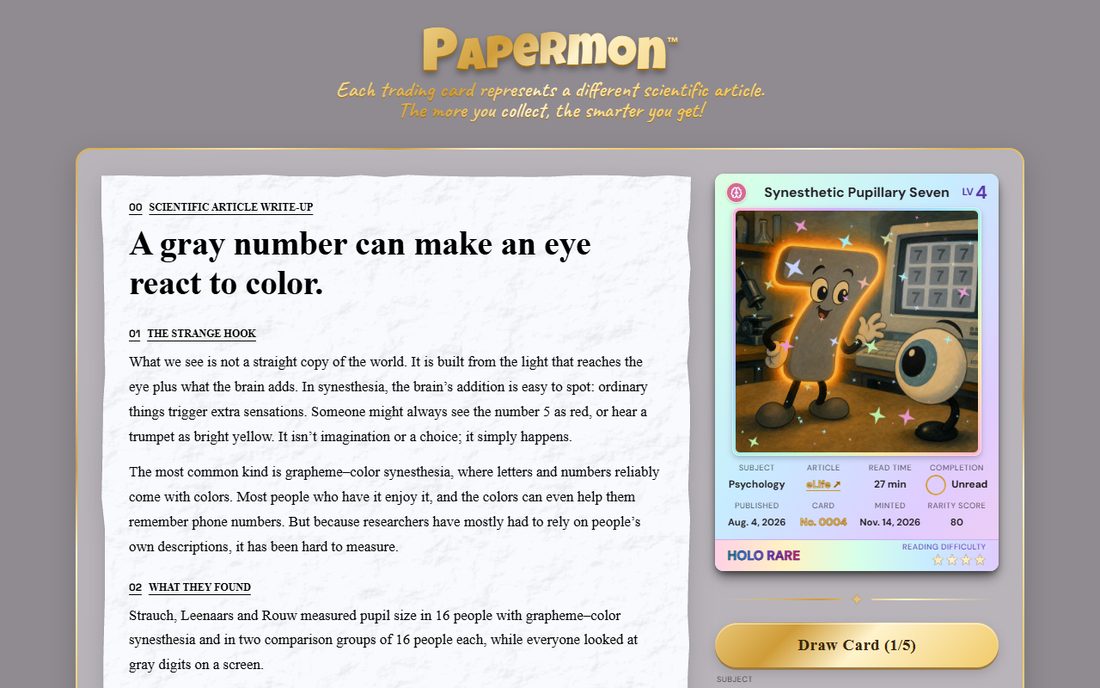 PAPERMON™
Each trading card represents a different scientific article.
The more you collect, the smarter you get!
00 SCIENTIFIC ARTICLE WRITE-UP
A gray number can make an eye
react to color.
01 THE STRANGE HOOK
What we see is not a straight copy of the world. It is built from the light that reaches the
eye plus what the brain adds. In synesthesia, the brain’s addition is easy to spot: ordinary
things trigger extra sensations. Someone might always see the number 5 as red, or hear a
trumpet as bright yellow. It isn’t imagination or a choice; it simply happens.
The most common kind is grapheme–color synesthesia, where letters and numbers reliably
come with colors. Most people who have it enjoy it, and the colors can even help them
remember phone numbers. But because researchers have mostly had to rely on people’s
own descriptions, it has been hard to measure.
02 WHAT THEY FOUND
Strauch, Leenaars and Rouw measured pupil size in 16 people with grapheme–color
synesthesia and in two comparison groups of 16 people each, while everyone looked at
gray digits on a screen.
Synesthetic Pupillary Seven LV 4
7
7 7 7
7 7 7
7 7 7
SUBJECT ARTICLE READ TIME COMPLETION
Psychology eLife ↗ 27 min Unread
PUBLISHED CARD MINTED RARITY SCORE
Aug. 4, 2026 No. 0004 Nov. 14, 2026 80
HOLO RARE READING DIFFICULTY
Draw Card (1/5)
SUBJECT